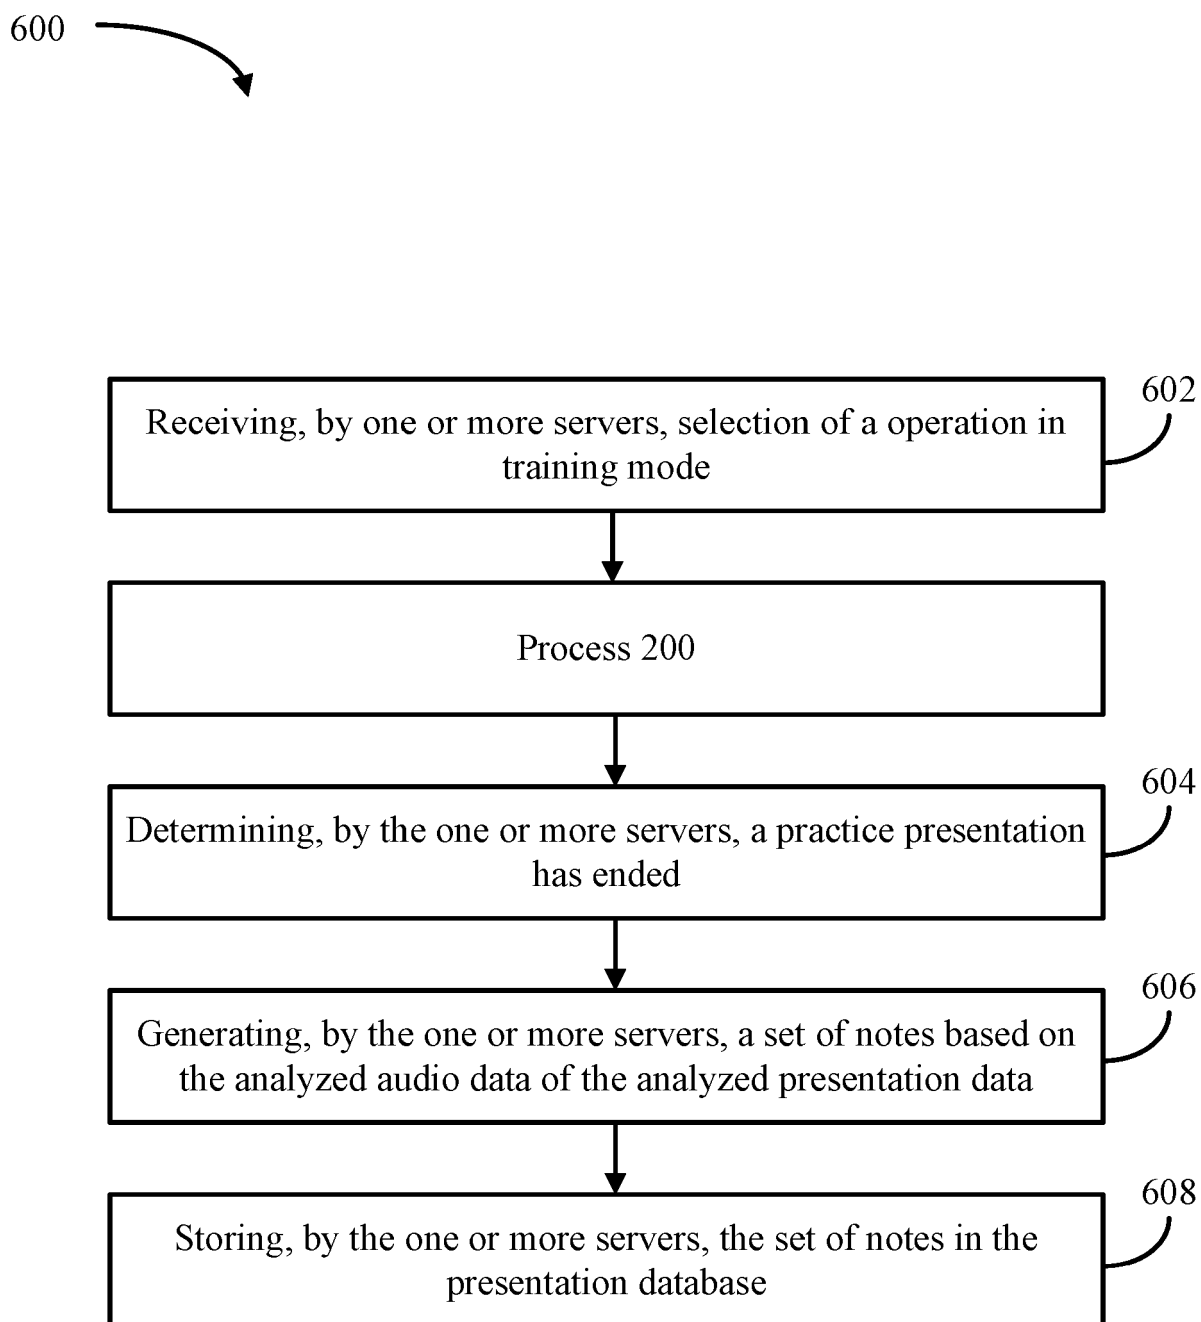 600
602
Receiving, by one or more servers, selection of a operation in
training mode
Process 200
604
Determining, by the one or more servers, a practice presentation
has ended
606
Generating, by the one or more servers, a set of notes based on
the analyzed audio data of the analyzed presentation data
608
Storing, by the one or more servers, the set of notes in the
presentation database